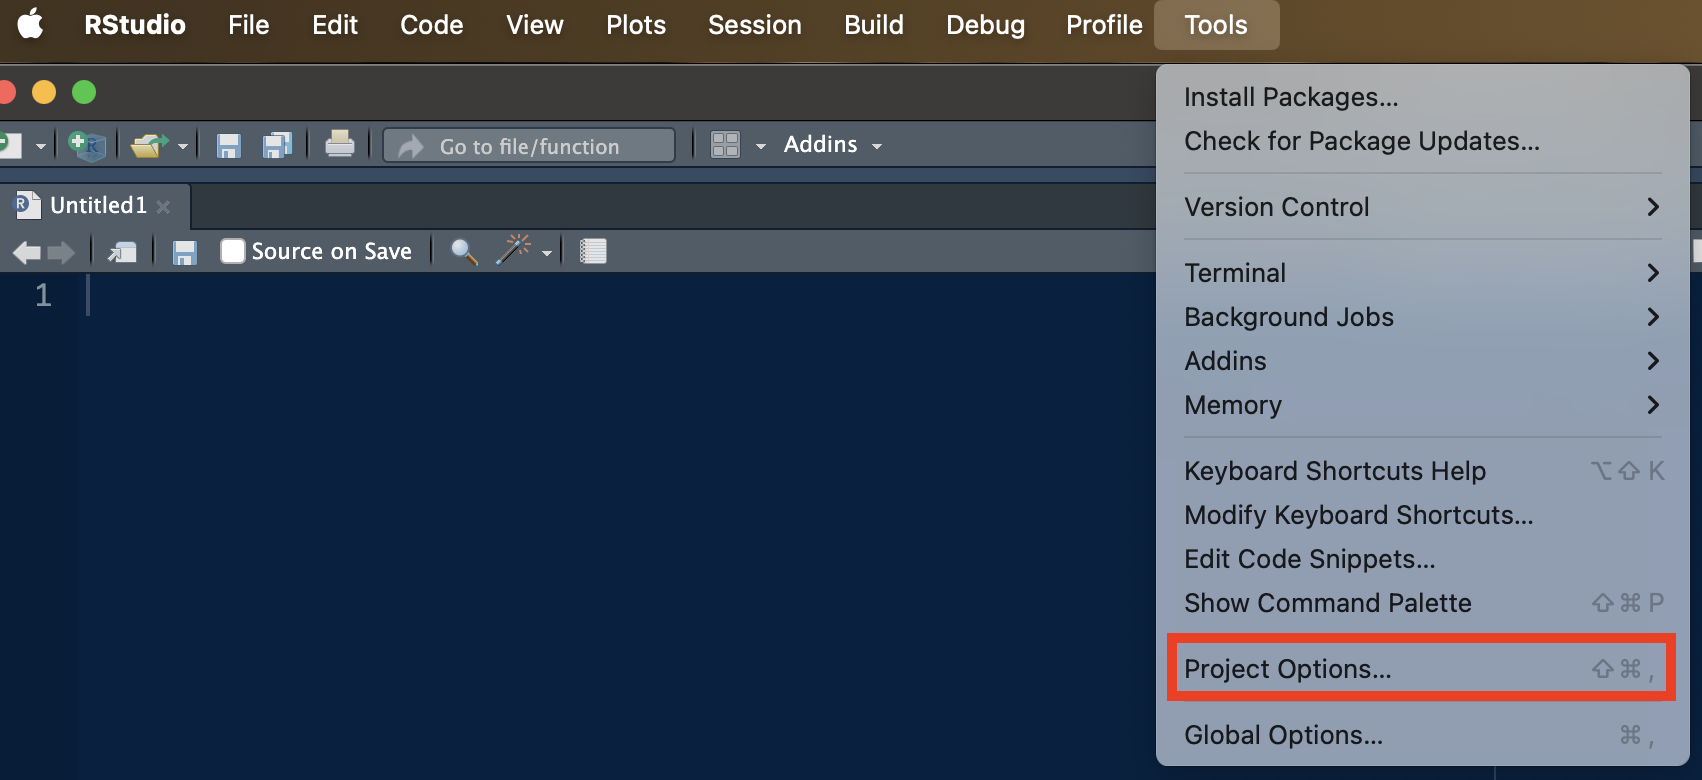 RStudio File Edit Code View Plots Session Build Debug Profile Tools
Install Packages...
Check for Package Updates...
Go to file/function Addins
Version Control
Untitled1
Source on Save
Terminal
1
Background Jobs
Addins
Memory
Keyboard Shortcuts Help ⌥⇧ K
Modify Keyboard Shortcuts...
Edit Code Snippets...
Show Command Palette ⇧⌘ P
Project Options... ⇧⌘ ,
Global Options... ⌘ ,